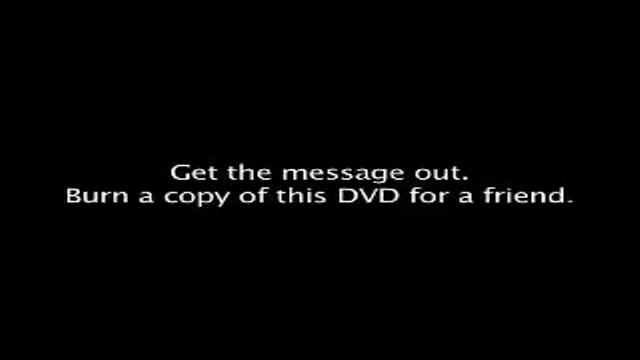 Get the message out.
Burn a copy of this DVD for a friend.